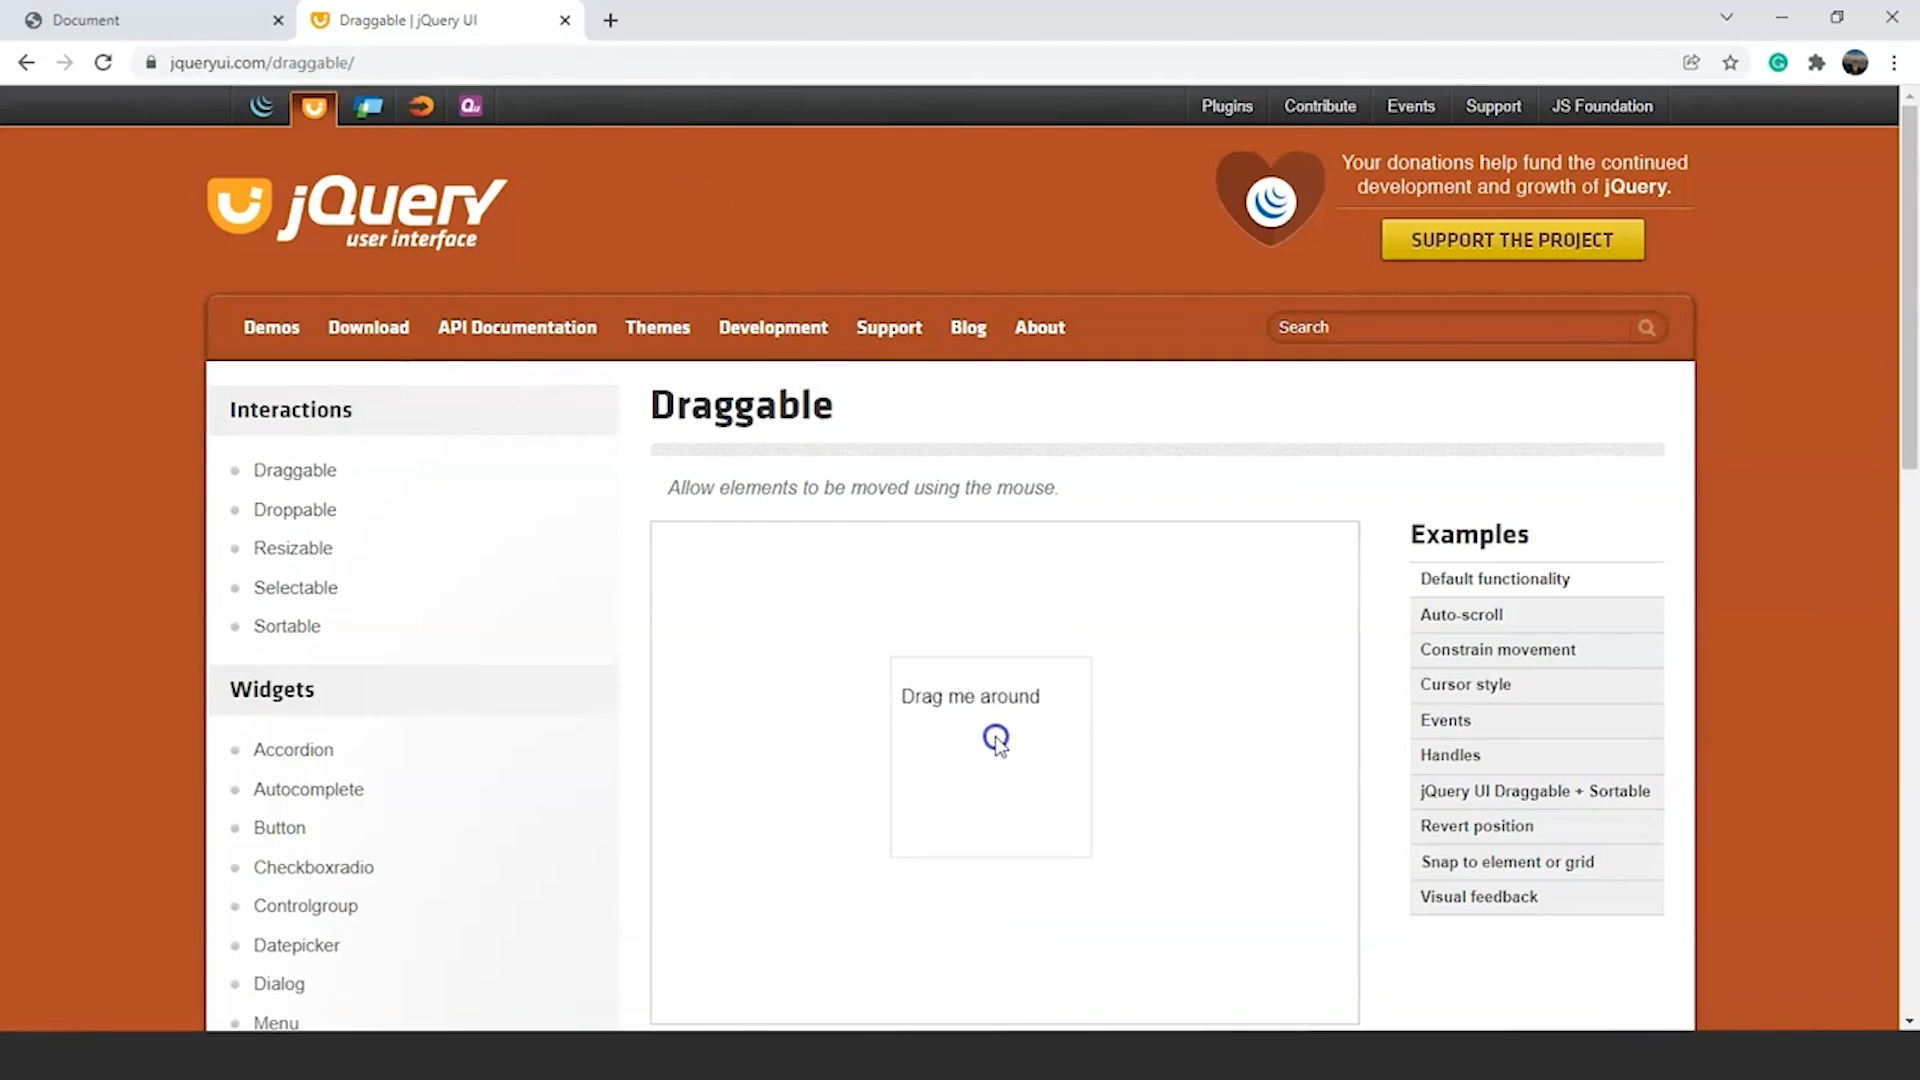 Document
Draggable | jQuery UI
jqueryui.com/draggable/
Plugins
Contribute
Events
Support
JS Foundation
jQuery
user interface
Your donations help fund the continued
development and growth of jQuery.
SUPPORT THE PROJECT
Demos
Download
API Documentation
Themes
Development
Support
Blog
About
Search
Interactions
Draggable
Droppable
Resizable
Selectable
Sortable
Widgets
Accordion
Autocomplete
Button
Checkboxradio
Controlgroup
Datepicker
Dialog
Menu
Draggable
Allow elements to be moved using the mouse.
Drag me around
Examples
Default functionality
Auto-scroll
Constrain movement
Cursor style
Events
Handles
jQuery UI Draggable + Sortable
Revert position
Snap to element or grid
Visual feedback